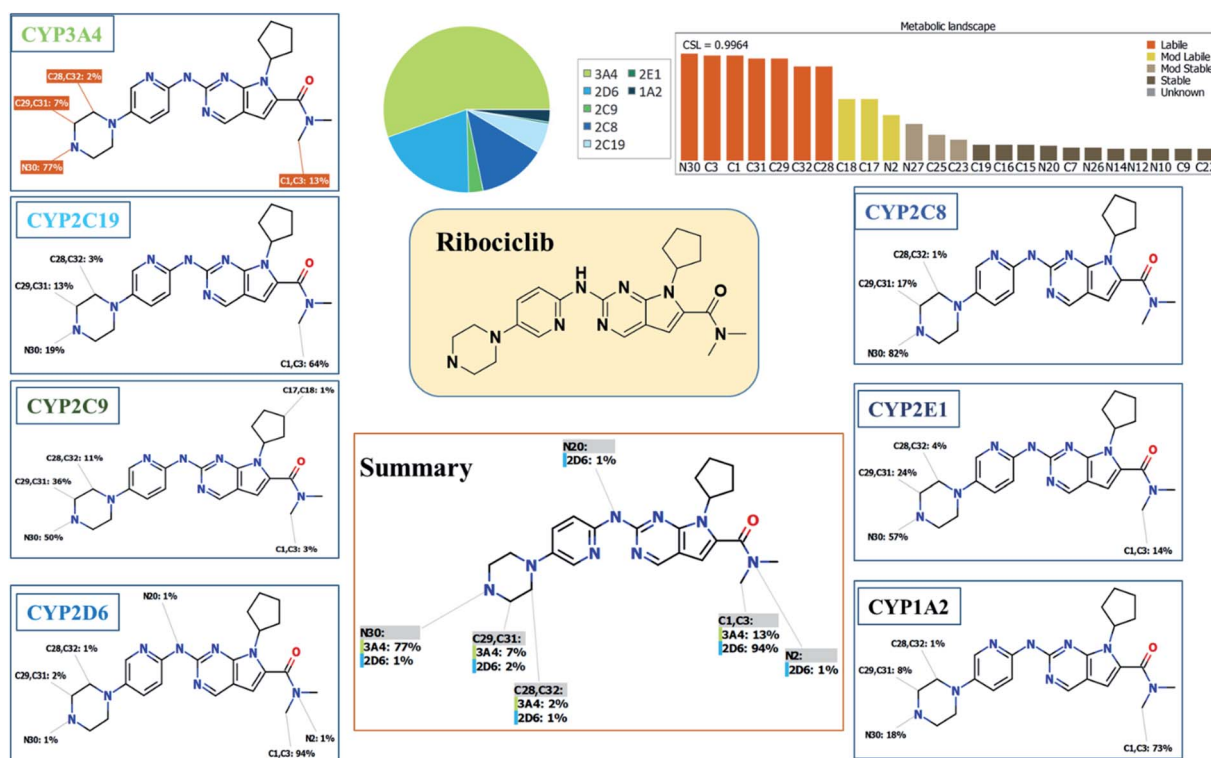 CYP3A4
C28,C32: 2%
C29,C31: 7%
N30: 77%
C1,C3: 13%
3A4
2D6
2C9
2C8
2C19
2E1
1A2
Metabolic landscape
CSL = 0.9964
Labile
Mod Labile
Mod Stable
Stable
Unknown
N30 C3 C1 C31 C29 C32 C28 C18 C17 N2 N27 C25 C23 C19 C16 C15 N20 C7 N26 N14 N12 N10 C9
CYP2C19
C28,C32: 3%
C29,C31: 13%
N30: 19%
C1,C3: 64%
Ribociclib
H
N
N
N
N
N
N
N
O
N
CYP2C8
C28,C32: 1%
C29,C31: 17%
N30: 82%
CYP2C9
C17,C18: 1%
C28,C32: 11%
C29,C31: 36%
N30: 50%
C1,C3: 3%
CYP2E1
C28,C32: 4%
C29,C31: 24%
N30: 57%
C1,C3: 14%
Summary
N20:
2D6: 1%
N30:
3A4: 77%
2D6: 1%
C29,C31:
3A4: 7%
2D6: 2%
C28,C32:
3A4: 2%
2D6: 1%
C1,C3:
3A4: 13%
2D6: 94%
N2:
2D6: 1%
CYP2D6
N20: 1%
C28,C32: 1%
C29,C31: 2%
N30: 1%
N2: 1%
C1,C3: 94%
CYP1A2
C28,C32: 1%
C29,C31: 8%
N30: 18%
C1,C3: 73%